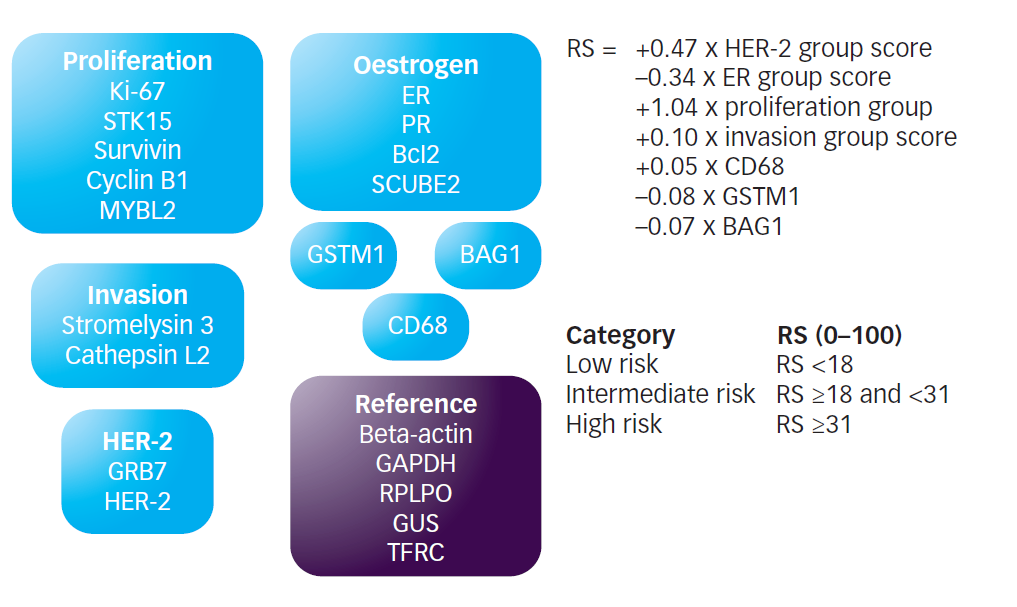 Proliferation
Ki-67
STK15
Survivin
Cyclin B1
MYBL2
Invasion
Stromelysin 3
Cathepsin L2
HER-2
GRB7
HER-2
Oestrogen
ER
PR
Bcl2
SCUBE2
GSTM1
BAG1
CD68
Reference
Beta-actin
GAPDH
RPLPO
GUS
TFRC
RS = +0.47 x HER-2 group score
–0.34 x ER group score
+1.04 x proliferation group
+0.10 x invasion group score
+0.05 x CD68
–0.08 x GSTM1
–0.07 x BAG1
Category RS (0–100)
Low risk RS <18
Intermediate risk RS ≥18 and <31
High risk RS ≥31